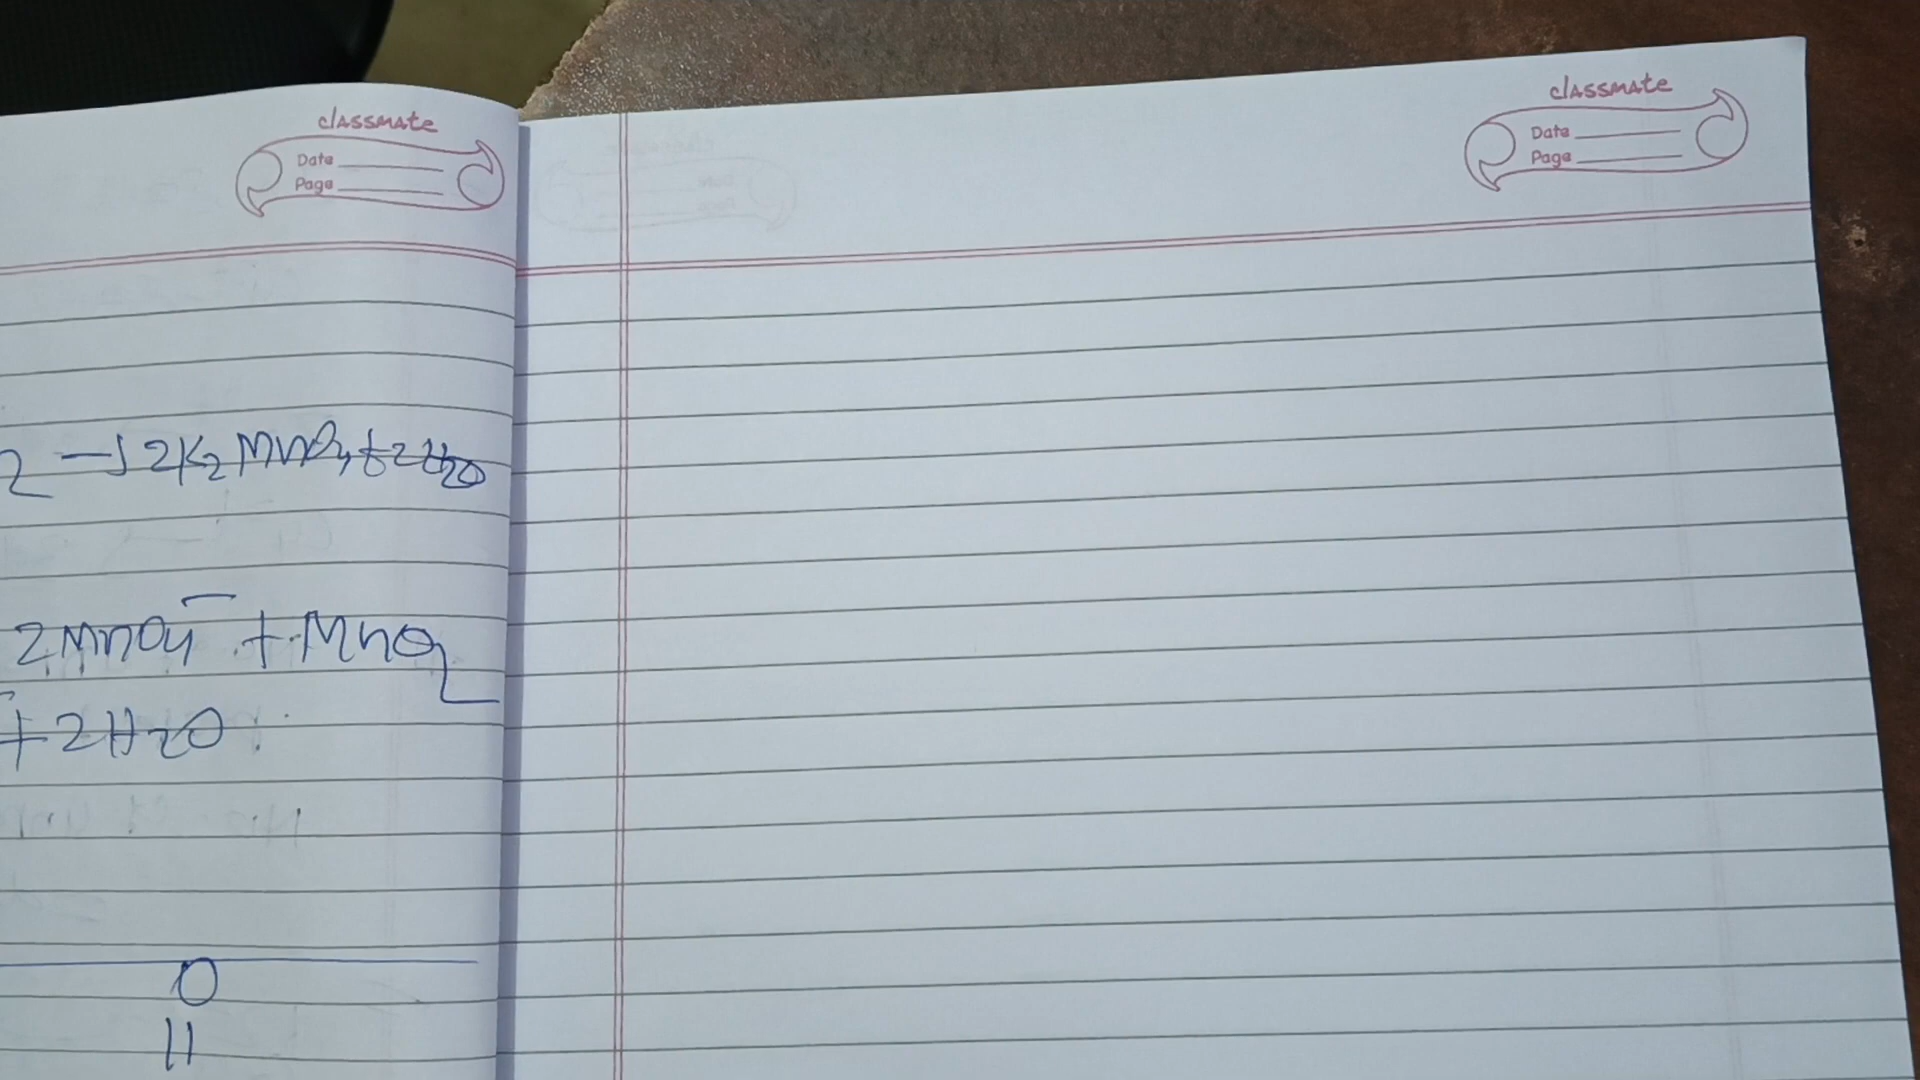 classmate
Date
Page
2 → 2K₂MnO₄ + 2H₂O
2MnO₄⁻ + MnO₂
+ 2H₂O
O
||
classmate
Date
Page